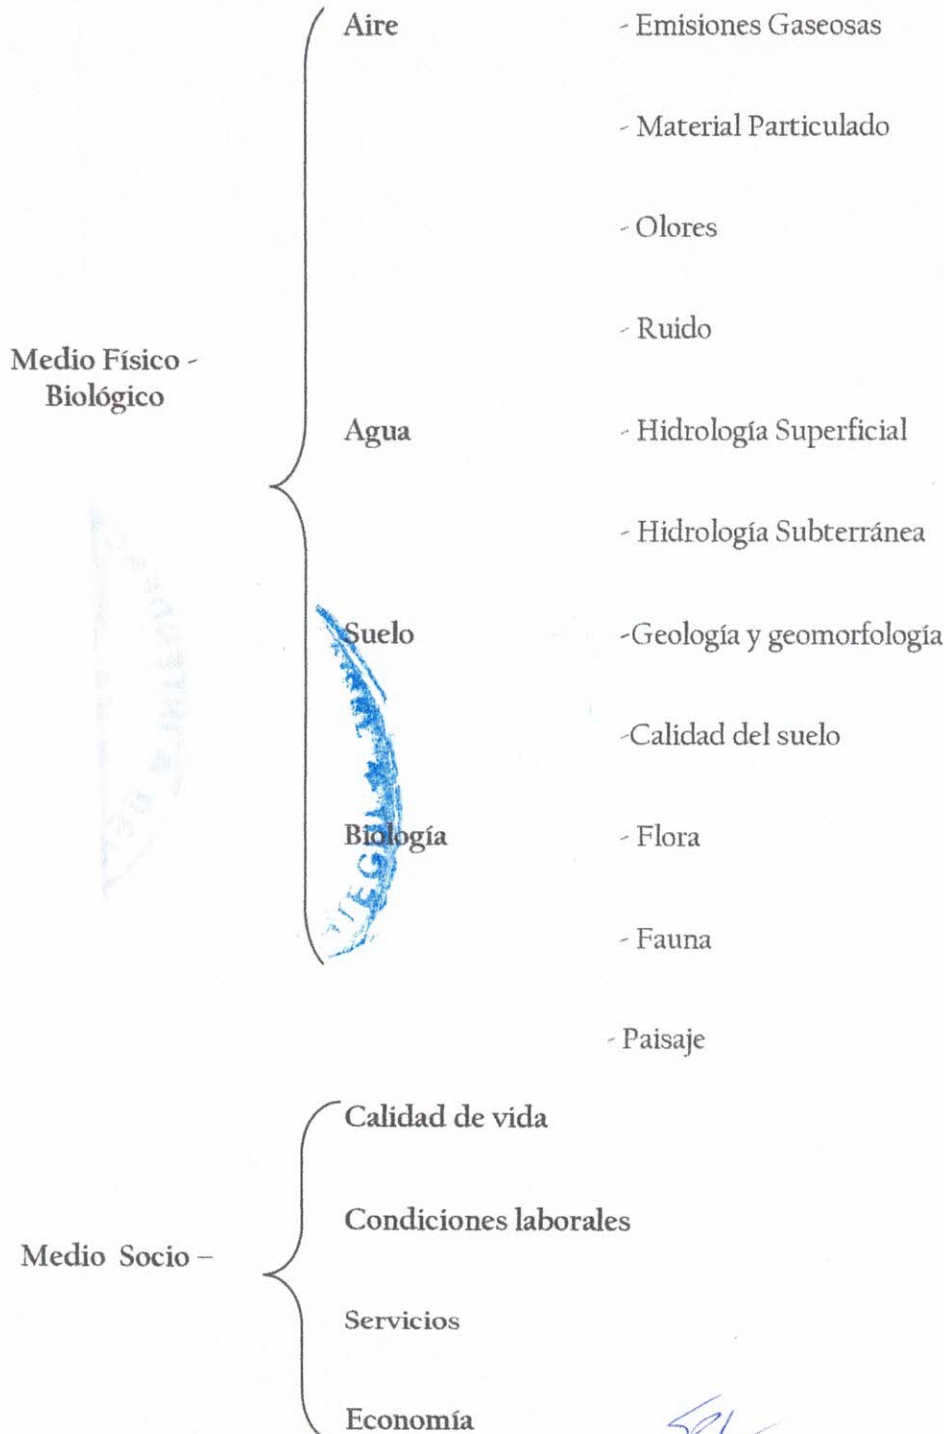 Aire - Emisiones Gaseosas
- Material Particulado
- Olores
- Ruido
Medio Físico -
Biológico
Agua - Hidrología Superficial
- Hidrología Subterránea
Suelo -Geología y geomorfología
-Calidad del suelo
Biología - Flora
- Fauna
- Paisaje
Calidad de vida
Condiciones laborales
Medio Socio –
Servicios
Economía